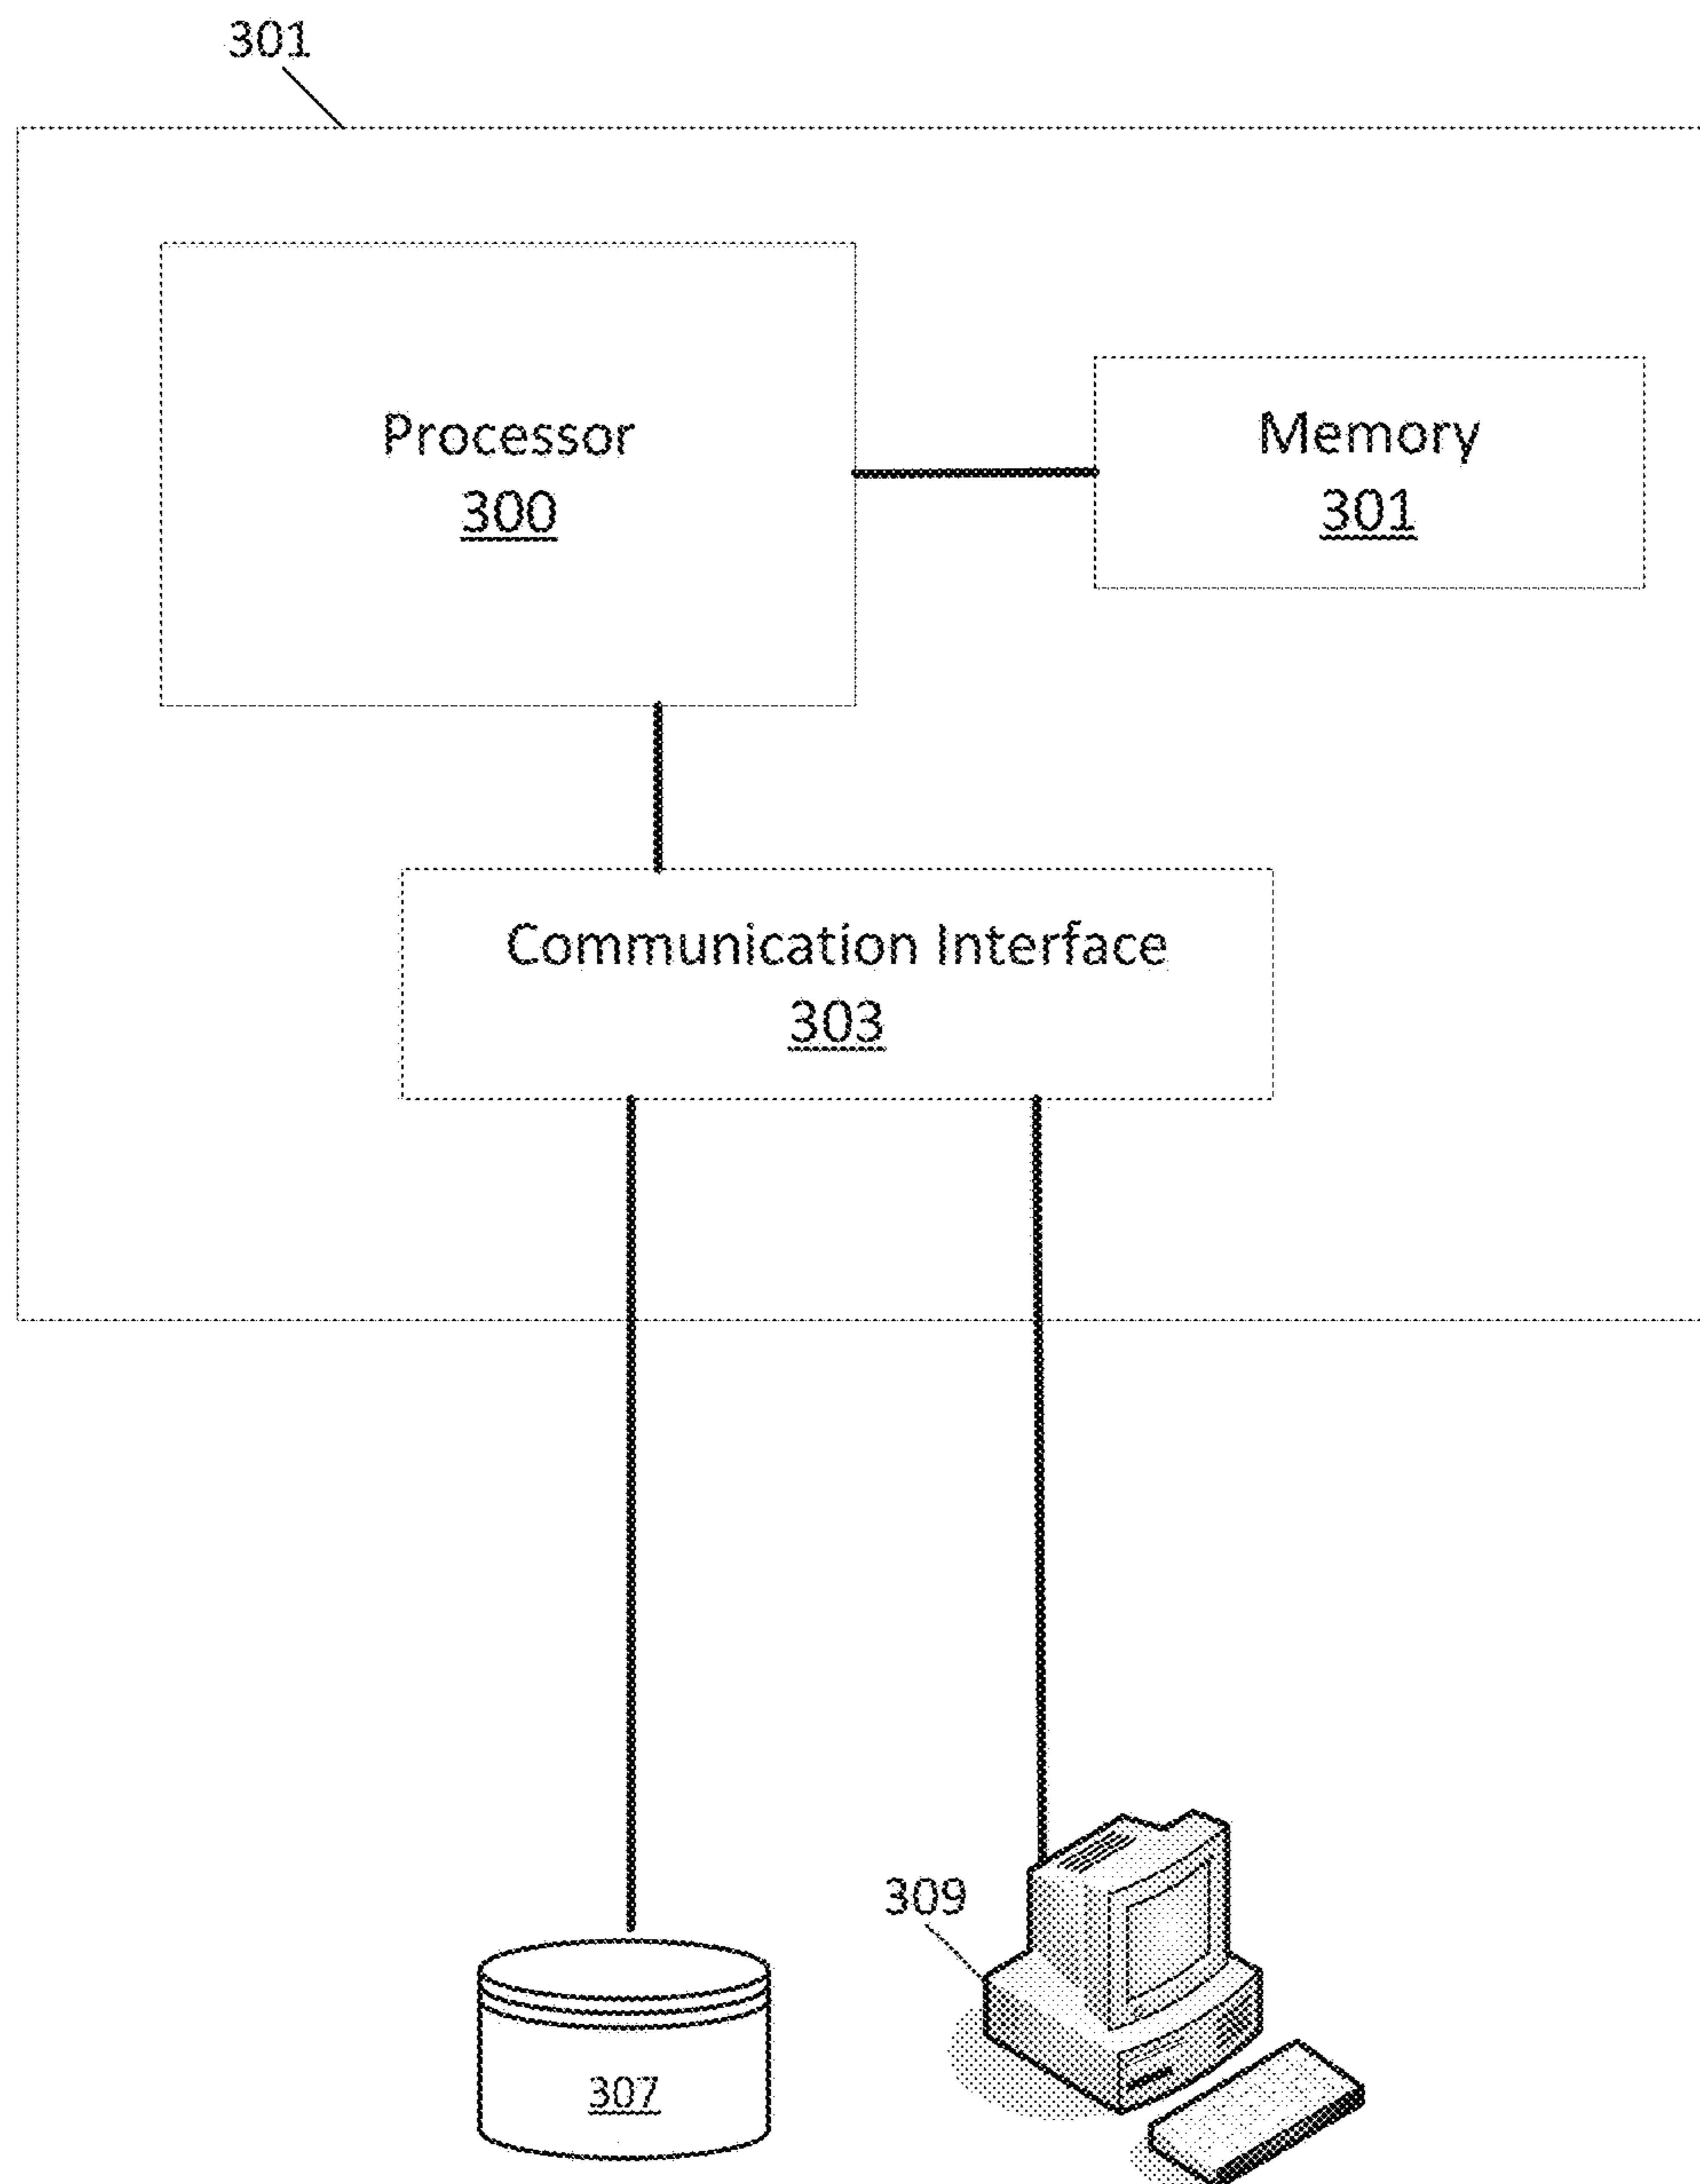 301
Processor
300
Memory
301
Communication Interface
303
309
307